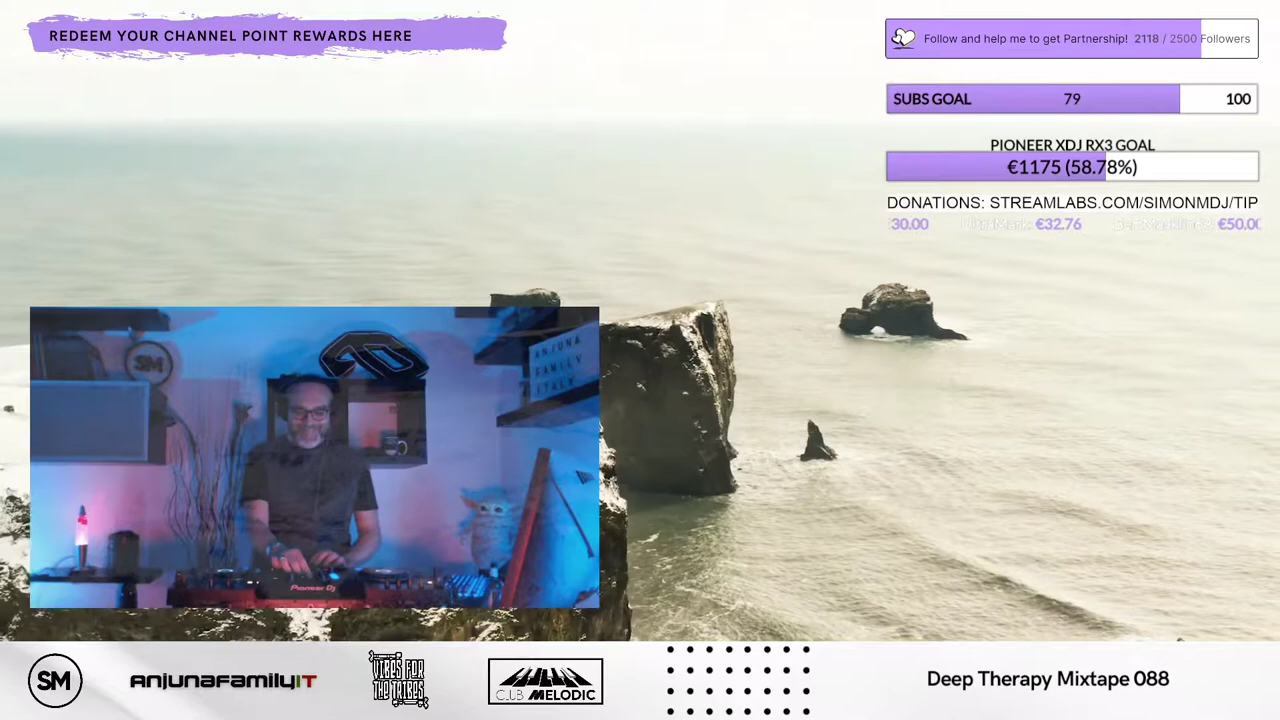 REDEEM YOUR CHANNEL POINT REWARDS HERE
Follow and help me to get Partnership! 2118 / 2500 Followers
SUBS GOAL 79 100
PIONEER XDJ RX3 GOAL
€1175 (58.78%)
DONATIONS: STREAMLABS.COM/SIMONMDJ/TIP
30.00 €32.76 €50.0
SM
ANJUNA
FAMILY
ITALY
Pioneer Dj
SM
ANJUNAFAMILYIT
VIBES FOR
THE TRIBES
CLUB MELODIC
Deep Therapy Mixtape 088